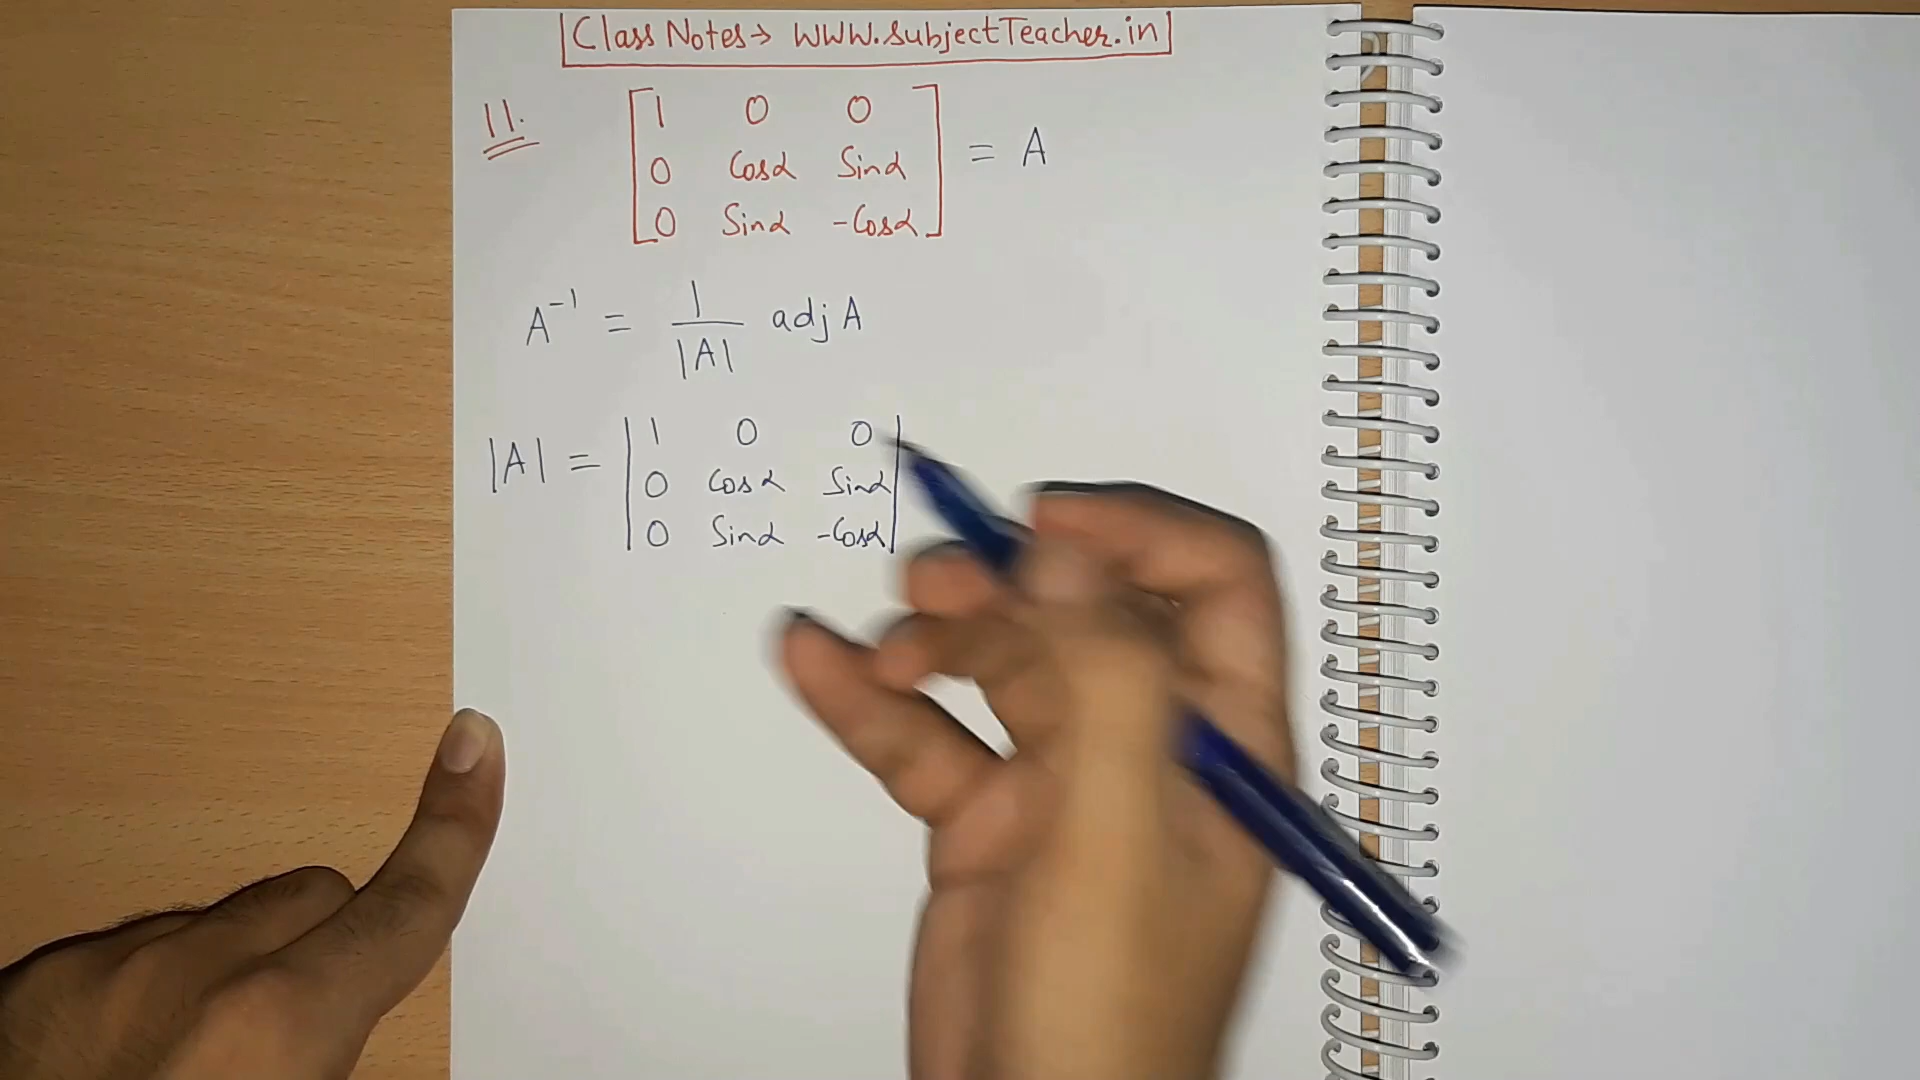 Class Notes→ WWW.SubjectTeacher.in
11. [1 0 0
0 Cosα Sinα
0 Sinα -Cosα] = A
A⁻¹ = 1/|A| adj A
|A| = |1 0 0
0 Cosα Sinα
0 Sinα -Cosα|